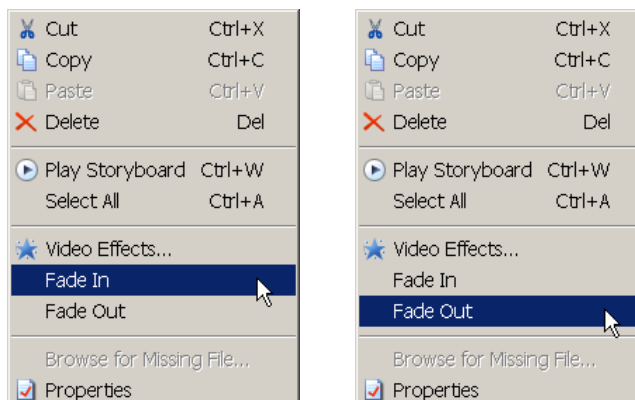 Cut Ctrl+X
Copy Ctrl+C
Paste Ctrl+V
Delete Del
Play Storyboard Ctrl+W
Select All Ctrl+A
Video Effects...
Fade In
Fade Out
Browse for Missing File...
Properties
Cut Ctrl+X
Copy Ctrl+C
Paste Ctrl+V
Delete Del
Play Storyboard Ctrl+W
Select All Ctrl+A
Video Effects...
Fade In
Fade Out
Browse for Missing File...
Properties